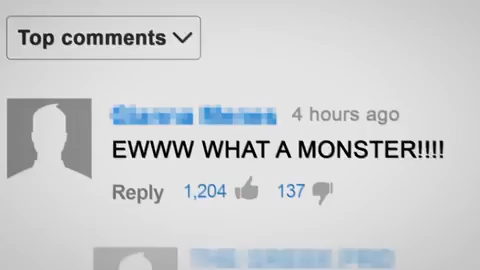 Top comments
4 hours ago
EWWW WHAT A MONSTER!!!!
Reply 1,204 137